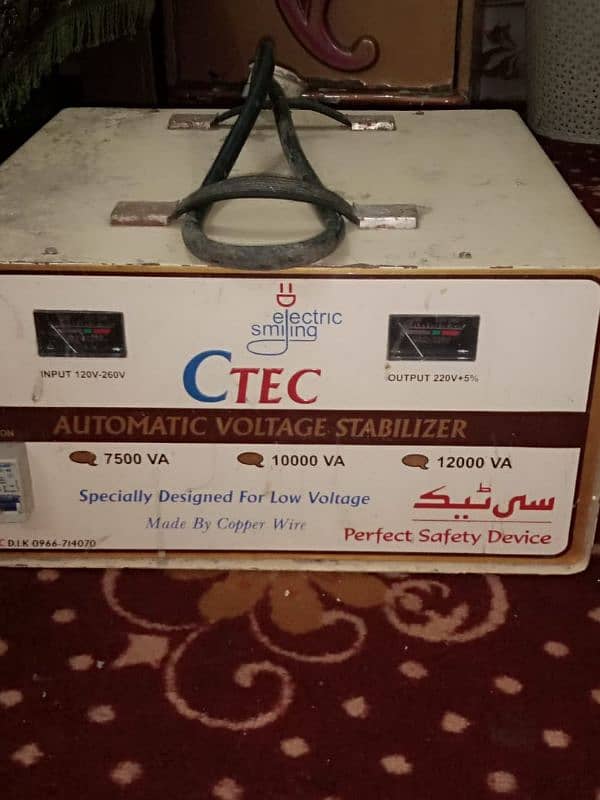 electric
smiling
INPUT 120V-260V
CTEC
OUTPUT 220V+5%
ON
AUTOMATIC VOLTAGE STABILIZER
7500 VA
10000 VA
12000 VA
Specially Designed For Low Voltage
سی ٹیک
Made By Copper Wire
Perfect Safety Device
C D.I.K 0966-714070